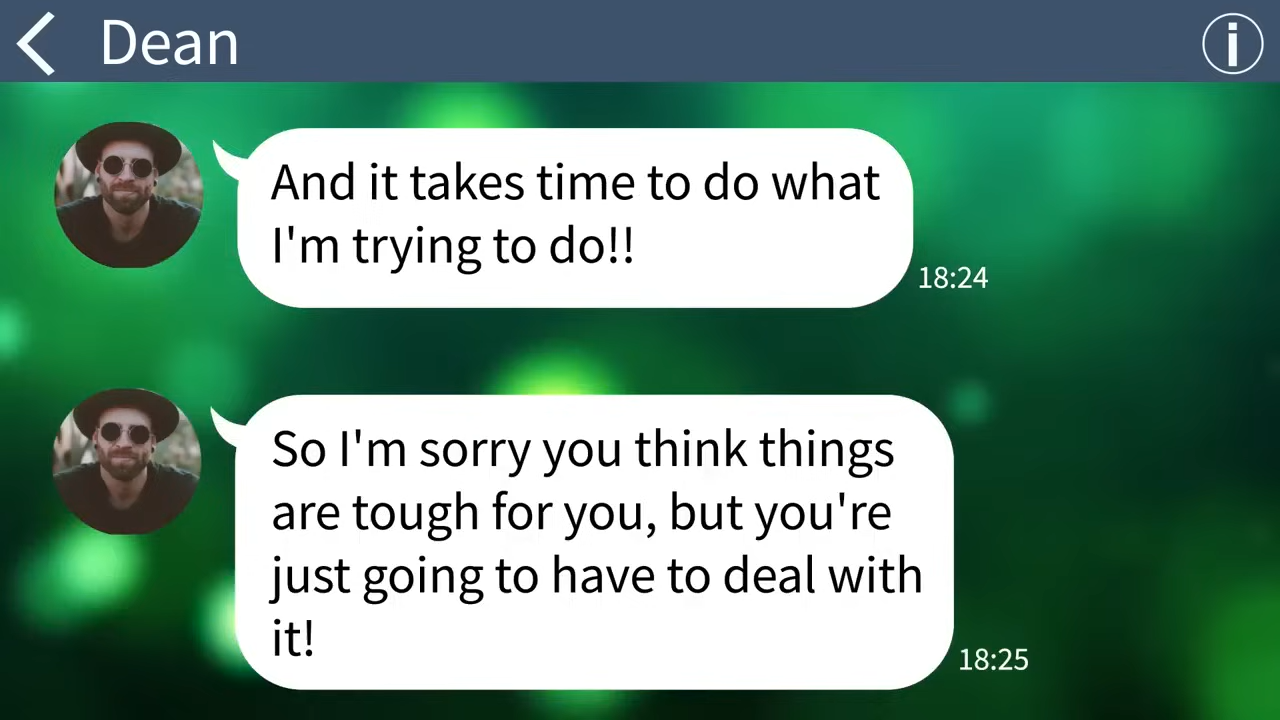 Dean
And it takes time to do what
I'm trying to do!!
18:24
So I'm sorry you think things
are tough for you, but you're
just going to have to deal with
it!
18:25